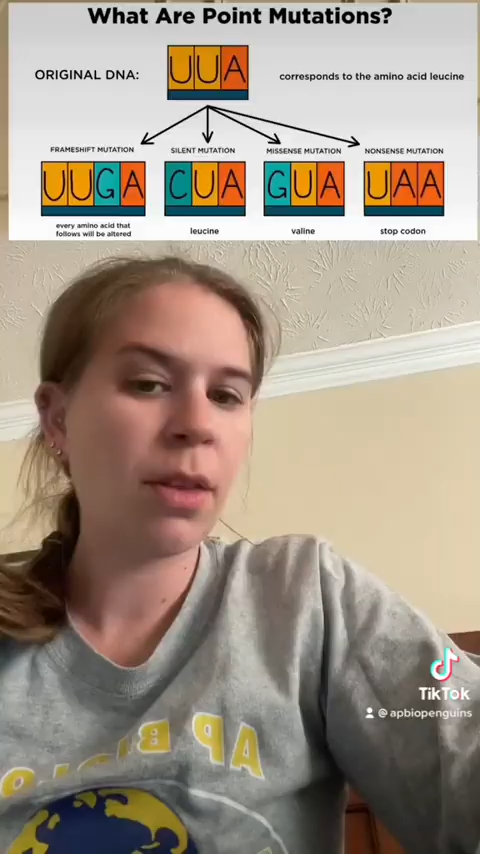 What Are Point Mutations?
ORIGINAL DNA: UUA corresponds to the amino acid leucine
FRAMESHIFT MUTATION SILENT MUTATION MISSENSE MUTATION NONSENSE MUTATION
UUGA CUA GUA UAA
every amino acid that
follows will be altered leucine valine stop codon
TikTok
@apbiopenguins
AP BIOLO